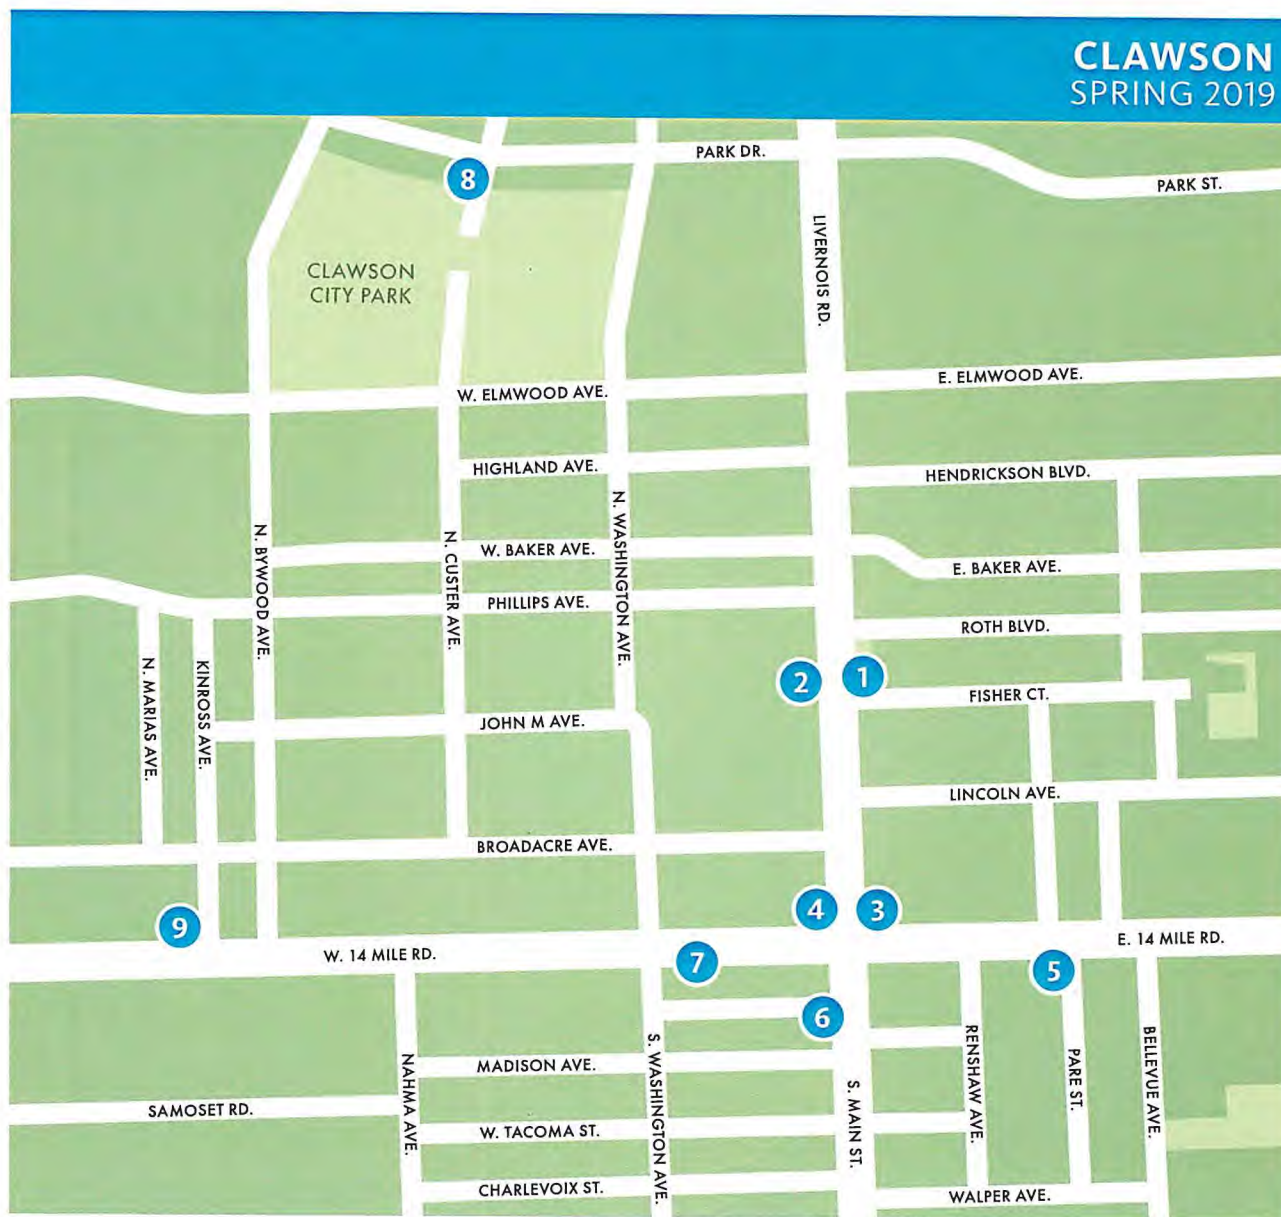 CLAWSON
SPRING 2019
PARK DR.
PARK ST.
8
LIVERNOIS RD.
CLAWSON
CITY PARK
E. ELMWOOD AVE.
W. ELMWOOD AVE.
HIGHLAND AVE.
HENDRICKSON BLVD.
N. BYWOOD AVE.
N. CUSTER AVE.
N. WASHINGTON AVE.
W. BAKER AVE.
E. BAKER AVE.
PHILLIPS AVE.
ROTH BLVD.
N. MARIAS AVE.
KINROSS AVE.
2
1
FISHER CT.
JOHN M AVE.
LINCOLN AVE.
BROADACRE AVE.
4
3
9
W. 14 MILE RD.
E. 14 MILE RD.
7
5
6
NAHMA AVE.
S. WASHINGTON AVE.
S. MAIN ST.
RENSHAW AVE.
PARE ST.
BELLEVUE AVE.
MADISON AVE.
SAMOSET RD.
W. TACOMA ST.
CHARLEVOIX ST.
WALPER AVE.